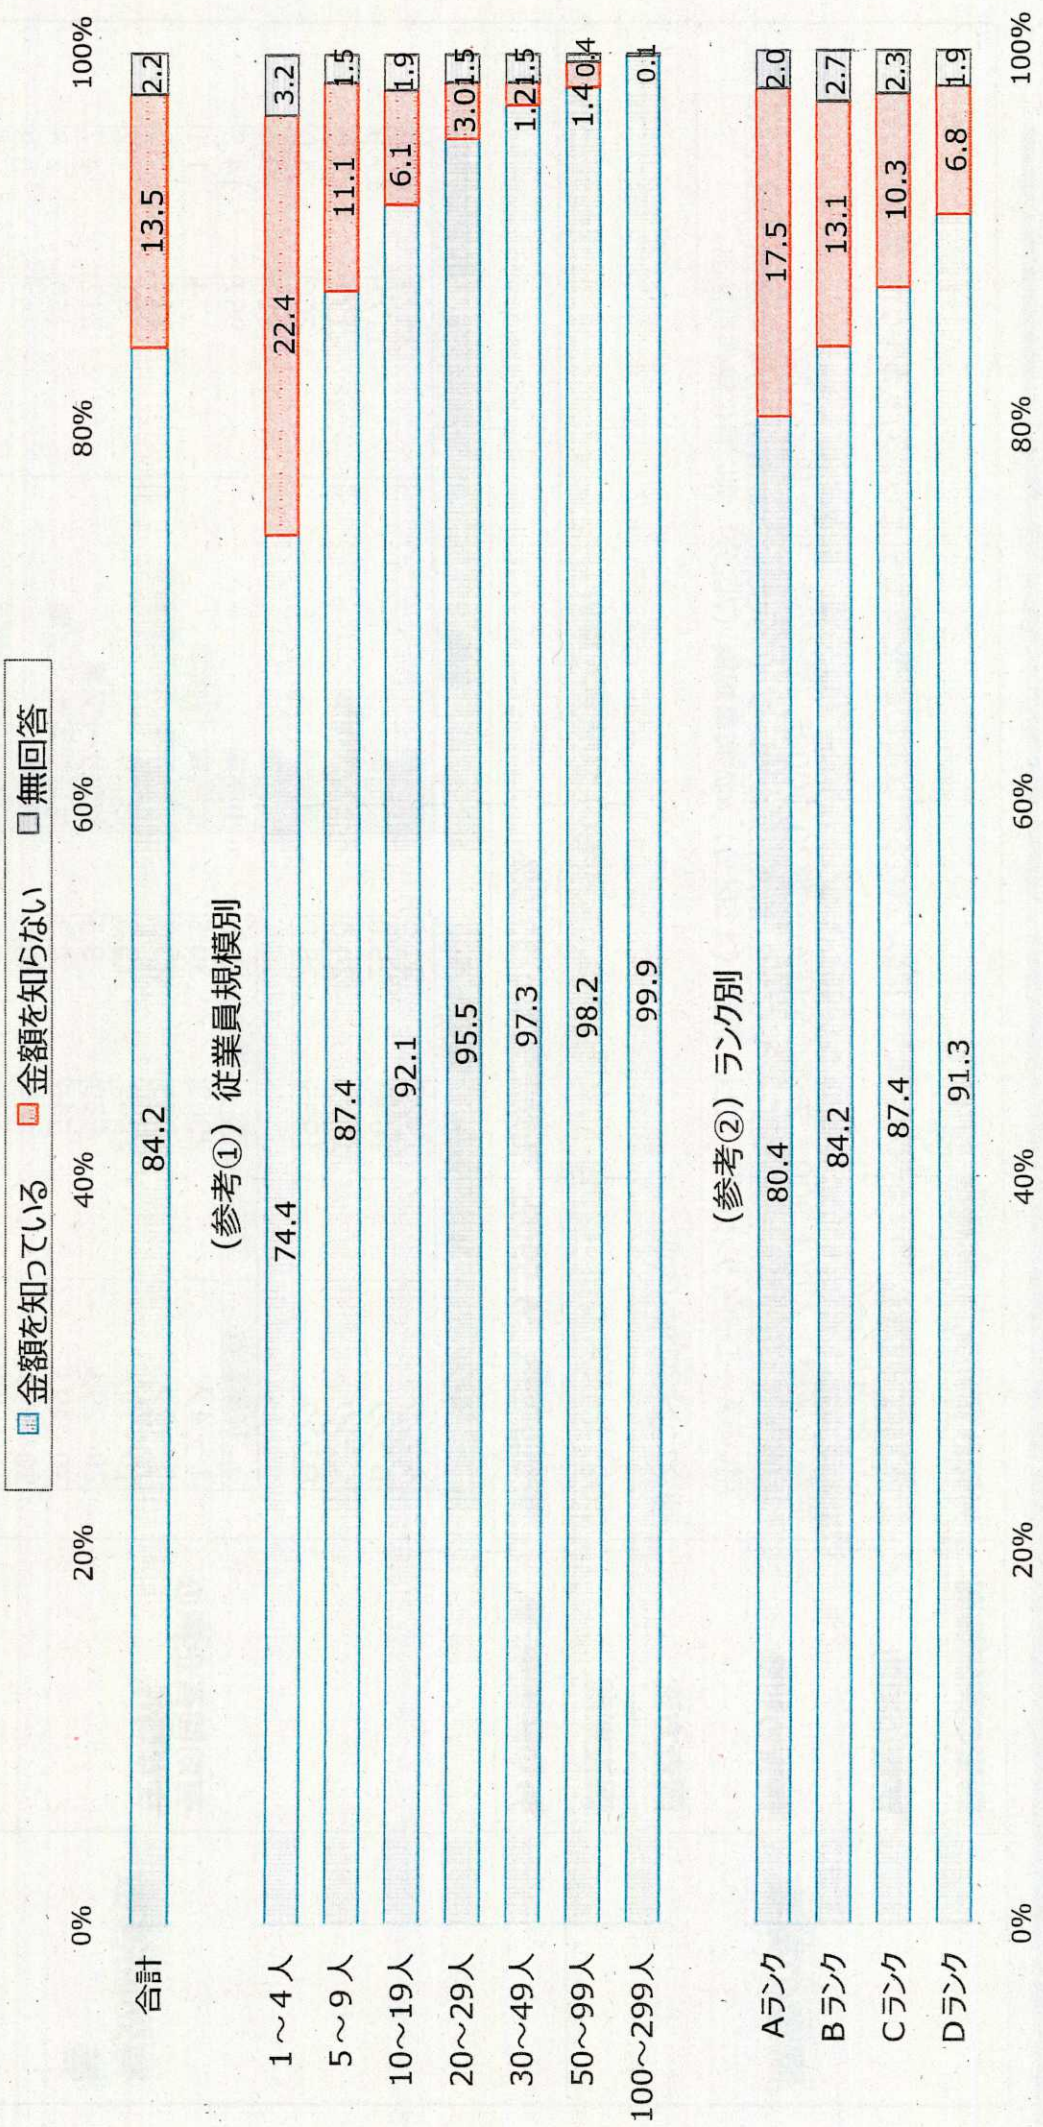 金額を知っている 金額を知らない 無回答
0% 20% 40% 60% 80% 100%
合計 84.2 13.5 2.2
(参考①) 従業員規模別
1～4人 74.4 22.4 3.2
5～9人 87.4 11.1 1.5
10～19人 92.1 6.1 1.9
20～29人 95.5 3.0 1.5
30～49人 97.3 1.2 1.5
50～99人 98.2 1.4 0.4
100～299人 99.9 0.1
(参考②) ランク別
Aランク 80.4 17.5 2.0
Bランク 84.2 13.1 2.7
Cランク 87.4 10.3 2.3
Dランク 91.3 6.8 1.9
0% 20% 40% 60% 80% 100%